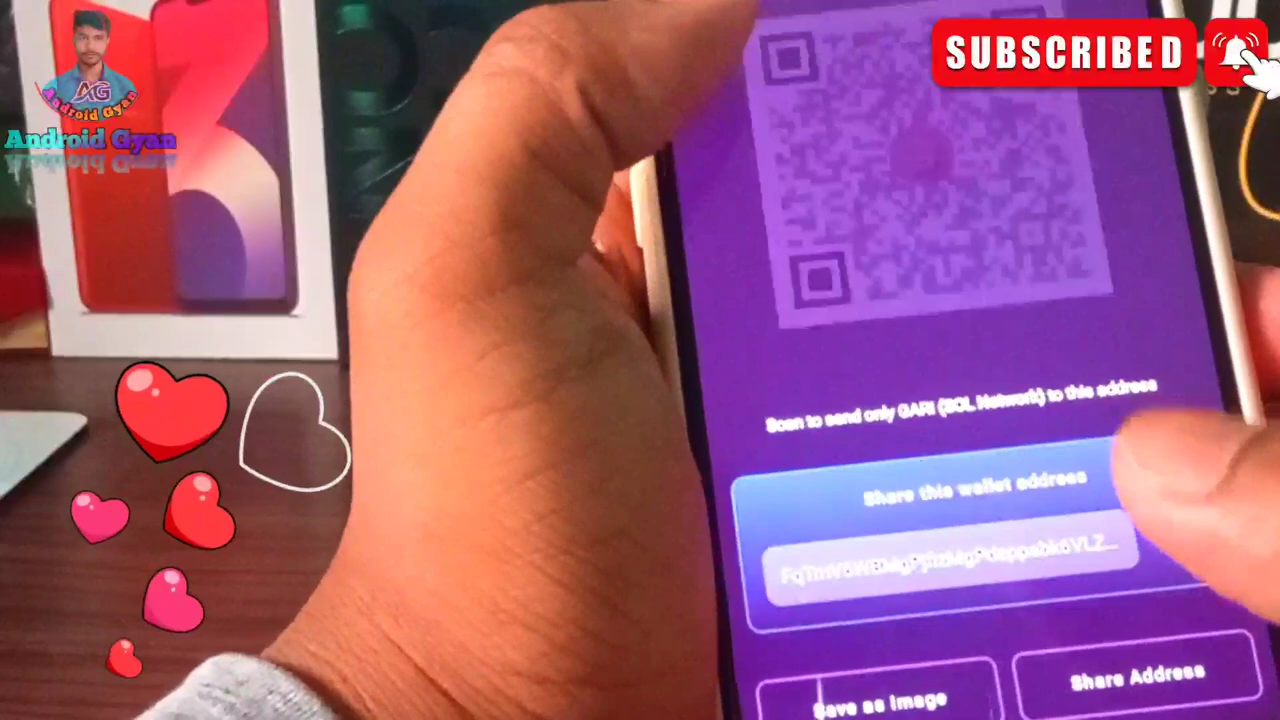 SUBSCRIBED
AG
Android Gyan
Android Gyan
Scan to send only GARI (SOL Network) to this address
Share this wallet address
Save as Image
Share Address